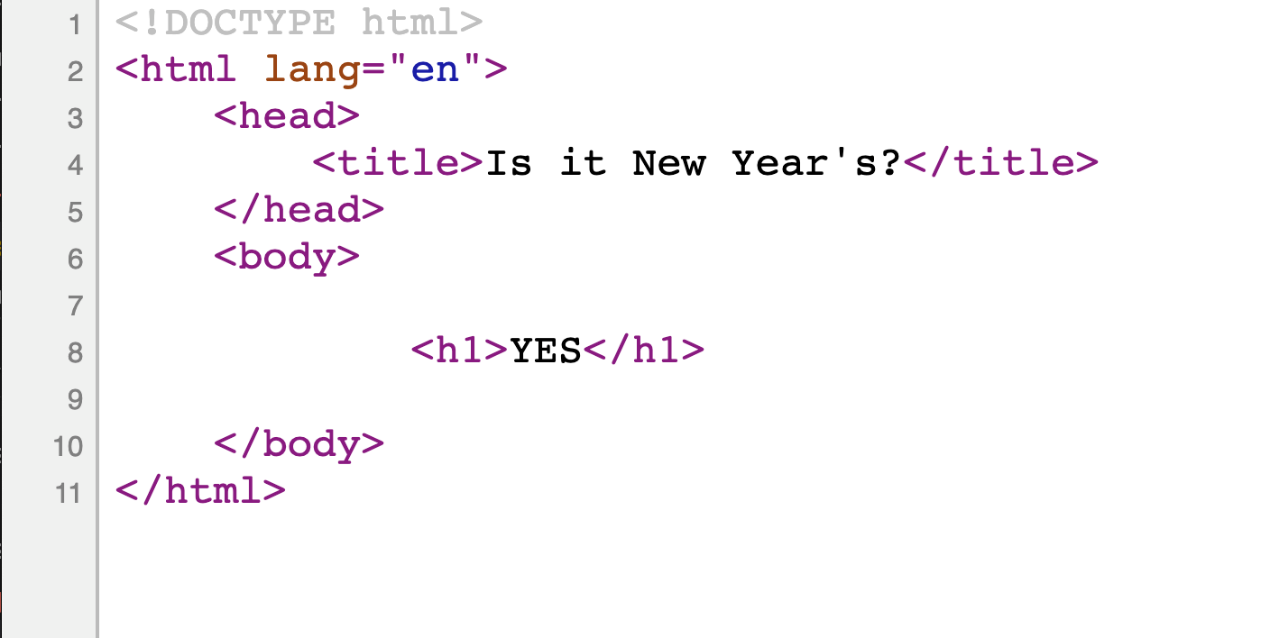 1 <!DOCTYPE html>
2 <html lang="en">
3     <head>
4         <title>Is it New Year's?</title>
5     </head>
6     <body>
7
8             <h1>YES</h1>
9
10     </body>
11 </html>